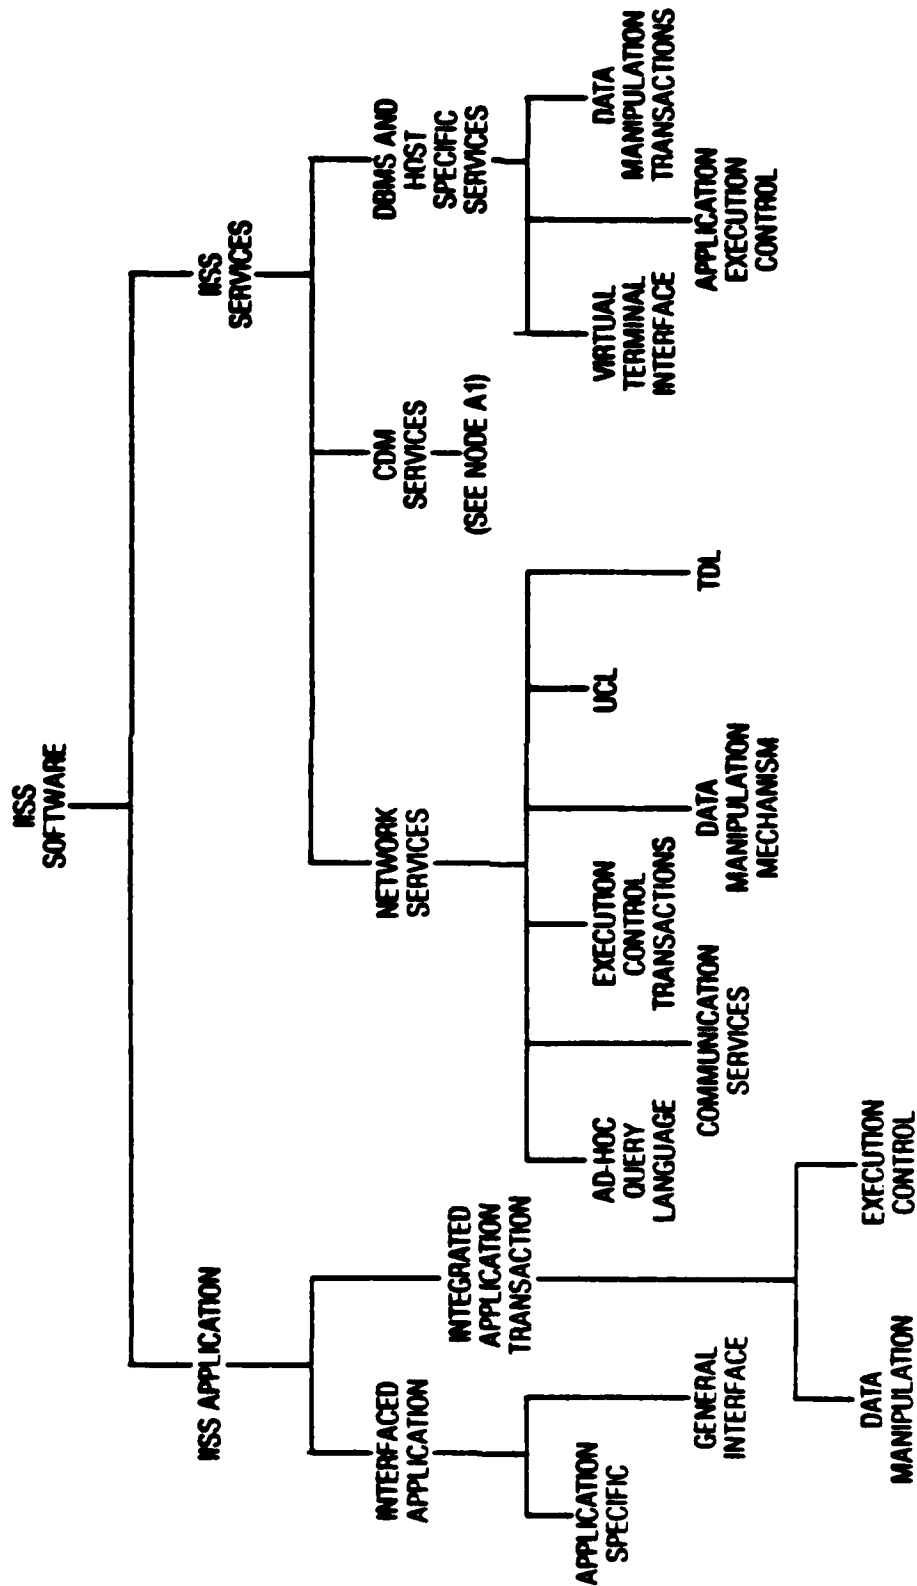 IISS
SOFTWARE
IISS APPLICATION
IISS
SERVICES
INTERFACED
APPLICATION
INTEGRATED
APPLICATION
TRANSACTION
NETWORK
SERVICES
CDM
SERVICES
(SEE NODE A1)
DBMS AND
HOST
SPECIFIC
SERVICES
APPLICATION
SPECIFIC
GENERAL
INTERFACE
DATA
MANIPULATION
EXECUTION
CONTROL
AD-HOC
QUERY
LANGUAGE
COMMUNICATION
SERVICES
EXECUTION
CONTROL
TRANSACTIONS
DATA
MANIPULATION
MECHANISM
UCL
TDL
VIRTUAL
TERMINAL
INTERFACE
APPLICATION
EXECUTION
CONTROL
DATA
MANIPULATION
TRANSACTIONS